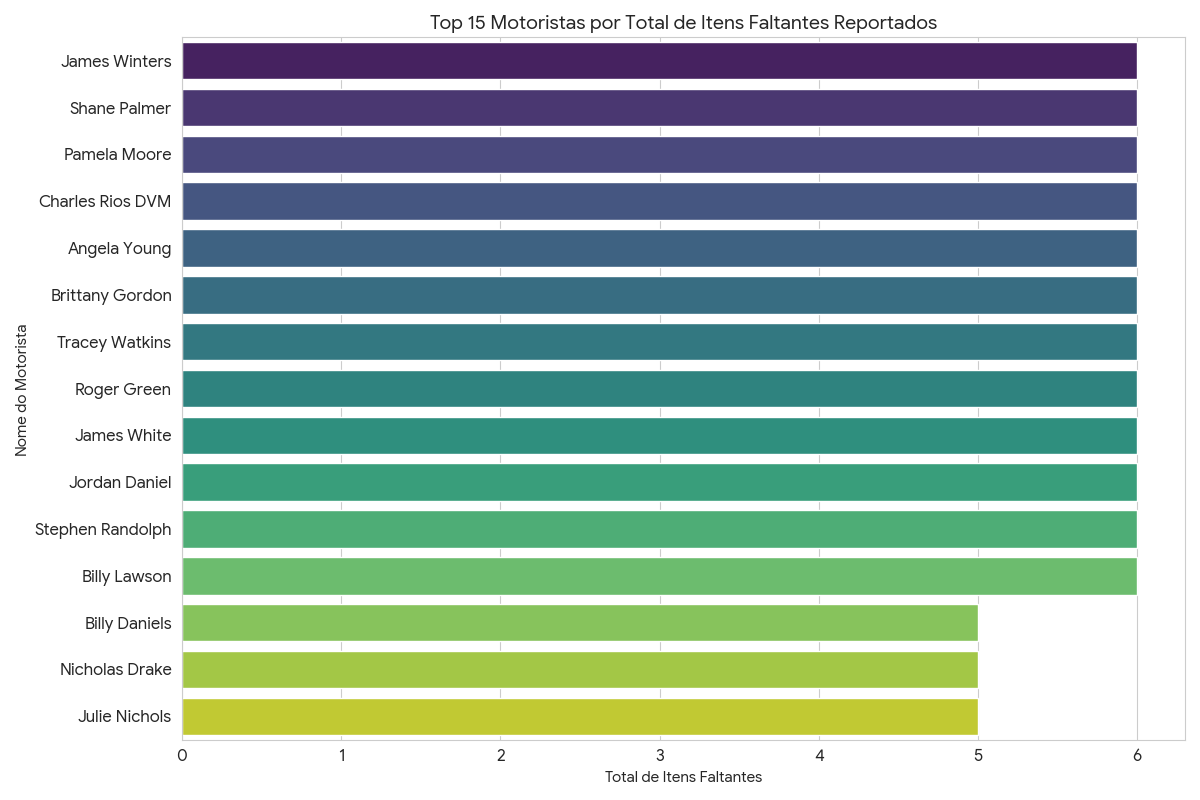 Top 15 Motoristas por Total de Itens Faltantes Reportados
Nome do Motorista
James Winters
Shane Palmer
Pamela Moore
Charles Rios DVM
Angela Young
Brittany Gordon
Tracey Watkins
Roger Green
James White
Jordan Daniel
Stephen Randolph
Billy Lawson
Billy Daniels
Nicholas Drake
Julie Nichols
0 1 2 3 4 5 6
Total de Itens Faltantes